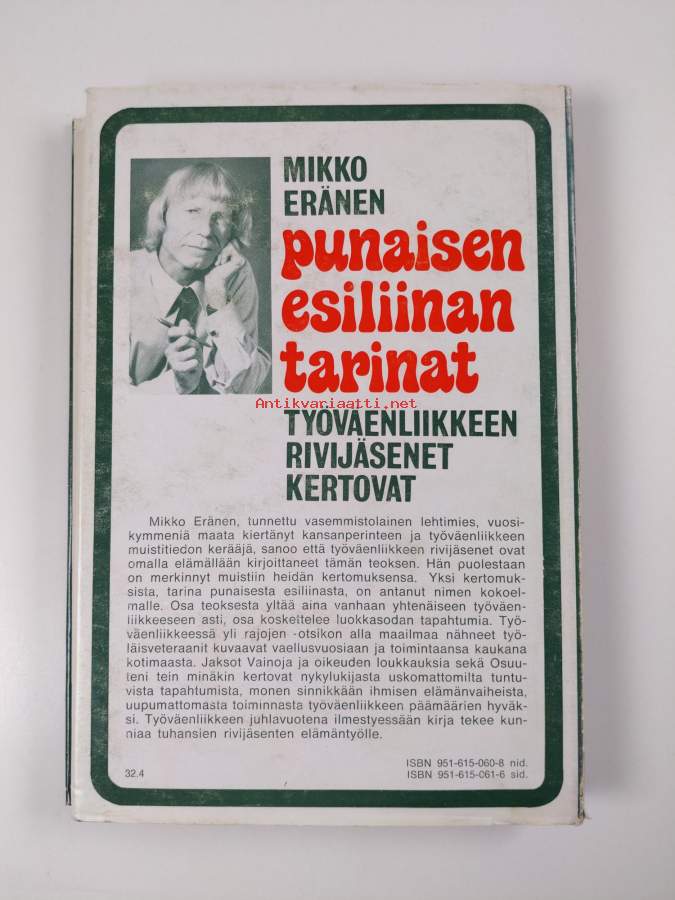 MIKKO
ERÄNEN
punaisen
esiliinan
tarinat
Antikvariaatti.net
TYÖVÄENLIIKKEEN
RIVIJÄSENET
KERTOVAT
Mikko Eränen, tunnettu vasemmistolainen lehtimies, vuosi-
kymmeniä maata kiertänyt kansanperinteen ja työväenliikkeen
muistitiedon kerääjä, sanoo että työväenliikkeen rivijäsenet ovat
omalla elämällään kirjoittaneet tämän teoksen. Hän puolestaan
on merkinnyt muistiin heidän kertomuksensa. Yksi kertomuk-
sista, tarina punaisesta esiliinasta, on antanut nimen kokoel-
malle. Osa teoksesta yltää aina vanhaan yhtenäiseen työväen-
liikkeeseen asti, osa koskettelee luokkasodan tapahtumia. Työ-
väenliikkeessä yli rajojen -otsikon alla maailmaa nähneet työ-
läisveteraanit kuvaavat vaellusvuosiaan ja toimintaansa kaukana
kotimaasta. Jaksot Vainoja ja oikeuden loukkauksia sekä Osuu-
teni tein minäkin kertovat nykylukijasta uskomattomilta tuntu-
vista tapahtumista, monen sinnikkään ihmisen elämänvaiheista,
uupumattomasta toiminnasta työväenliikkeen päämäärien hyväk-
si. Työväenliikkeen juhlavuotena ilmestyessään kirja tekee kun-
niaa tuhansien rivijäsenten elämäntyölle.
ISBN 951-615-060-8 nid.
32.4 ISBN 951-615-061-6 sid.